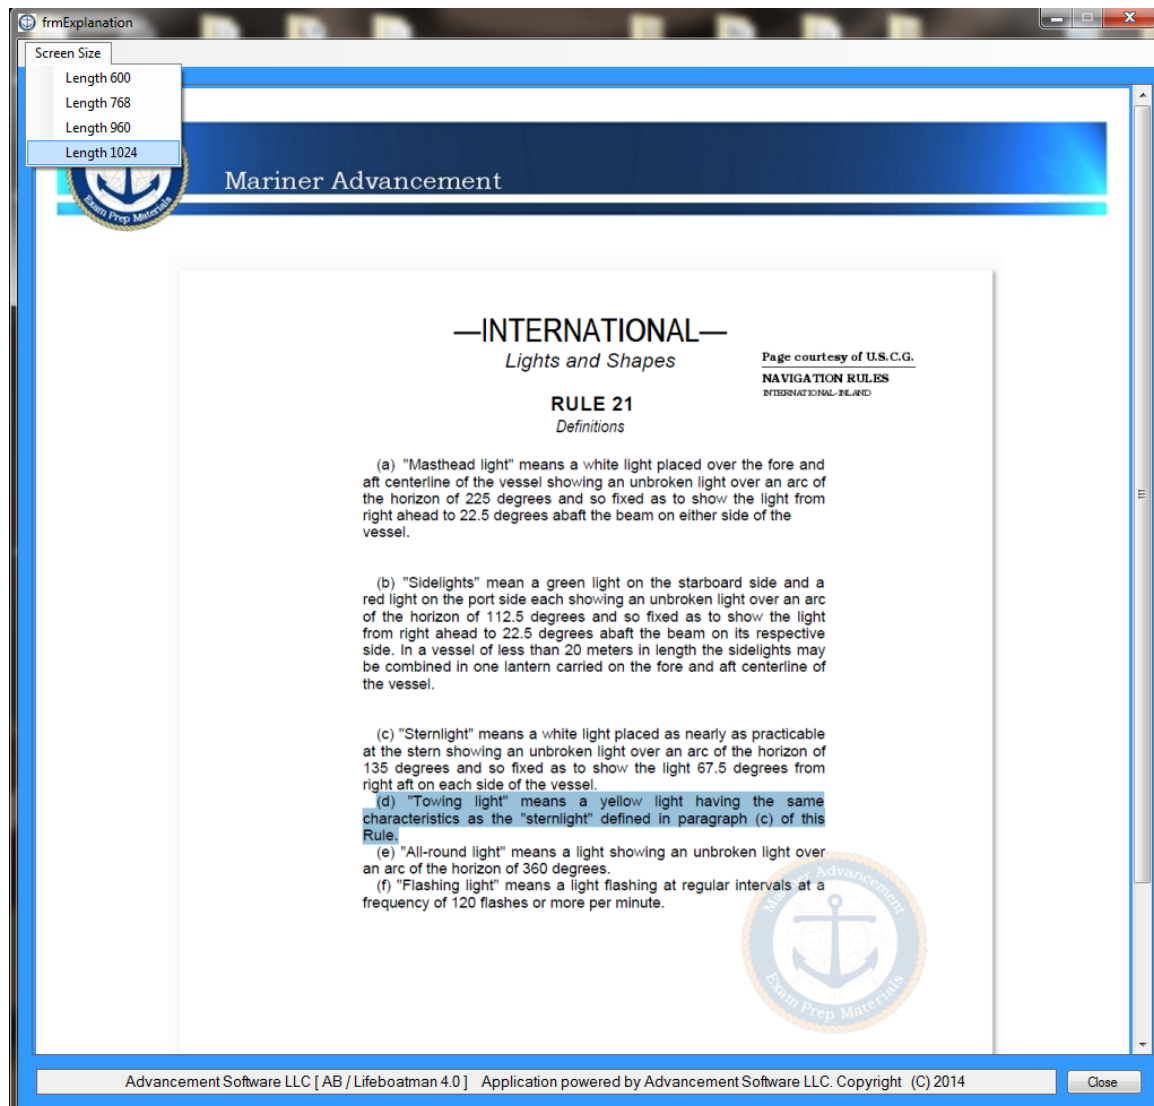 frmExplanation
Screen Size
Length 600
Length 768
Length 960
Length 1024
Mariner Advancement
Exam Prep Materials
—INTERNATIONAL—
Lights and Shapes
Page courtesy of U.S.C.G.
NAVIGATION RULES
INTERNATIONAL-INLAND
RULE 21
Definitions
(a) "Masthead light" means a white light placed over the fore and
aft centerline of the vessel showing an unbroken light over an arc of
the horizon of 225 degrees and so fixed as to show the light from
right ahead to 22.5 degrees abaft the beam on either side of the
vessel.
(b) "Sidelights" mean a green light on the starboard side and a
red light on the port side each showing an unbroken light over an arc
of the horizon of 112.5 degrees and so fixed as to show the light
from right ahead to 22.5 degrees abaft the beam on its respective
side. In a vessel of less than 20 meters in length the sidelights may
be combined in one lantern carried on the fore and aft centerline of
the vessel.
(c) "Sternlight" means a white light placed as nearly as practicable
at the stern showing an unbroken light over an arc of the horizon of
135 degrees and so fixed as to show the light 67.5 degrees from
right aft on each side of the vessel.
(d) "Towing light" means a yellow light having the same
characteristics as the "sternlight" defined in paragraph (c) of this
Rule.
(e) "All-round light" means a light showing an unbroken light over
an arc of the horizon of 360 degrees.
(f) "Flashing light" means a light flashing at regular intervals at a
frequency of 120 flashes or more per minute.
Mariner Advancement
Exam Prep Materials
Advancement Software LLC [ AB / Lifeboatman 4.0 ] Application powered by Advancement Software LLC. Copyright (C) 2014
Close